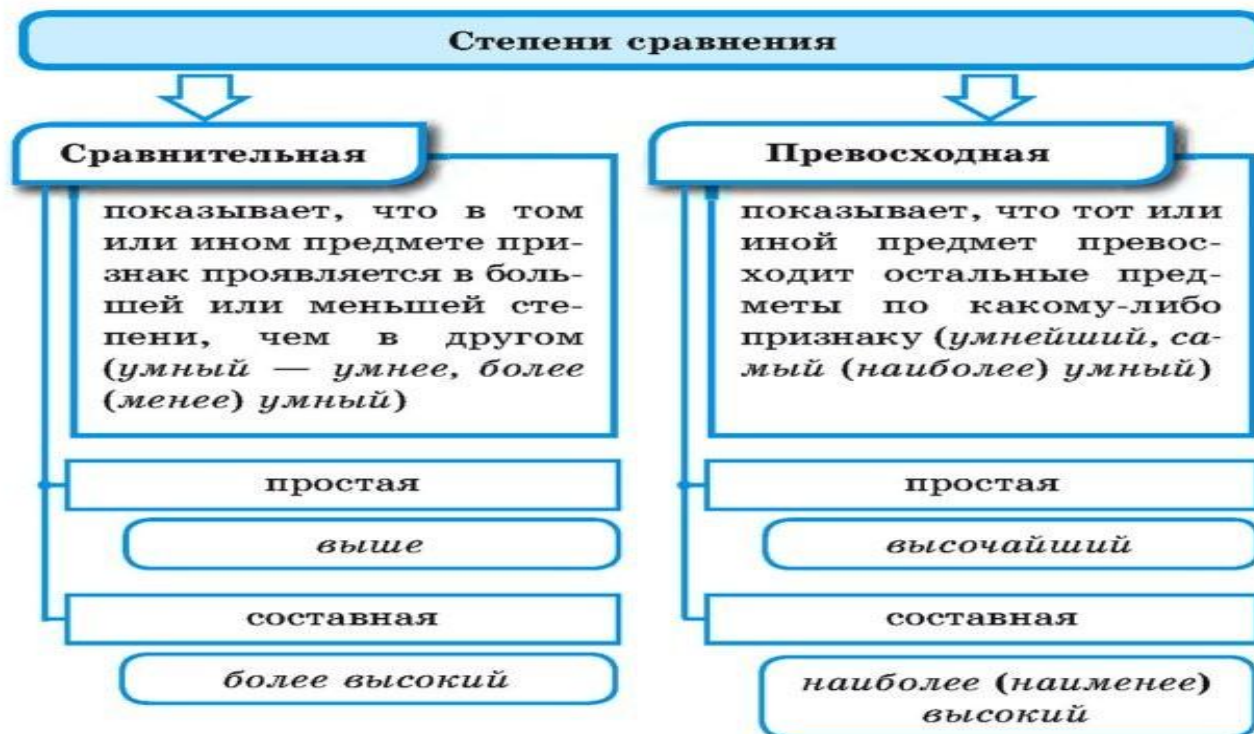 Степени сравнения
Сравнительная
показывает, что в том
или ином предмете при-
знак проявляется в боль-
шей или меньшей сте-
пени, чем в другом
(умный — умнее, более
(менее) умный)
простая
выше
составная
более высокий
Превосходная
показывает, что тот или
иной предмет превос-
ходит остальные пред-
меты по какому-либо
признаку (умнейший, са-
мый (наиболее) умный)
простая
высочайший
составная
наиболее (наименее)
высокий